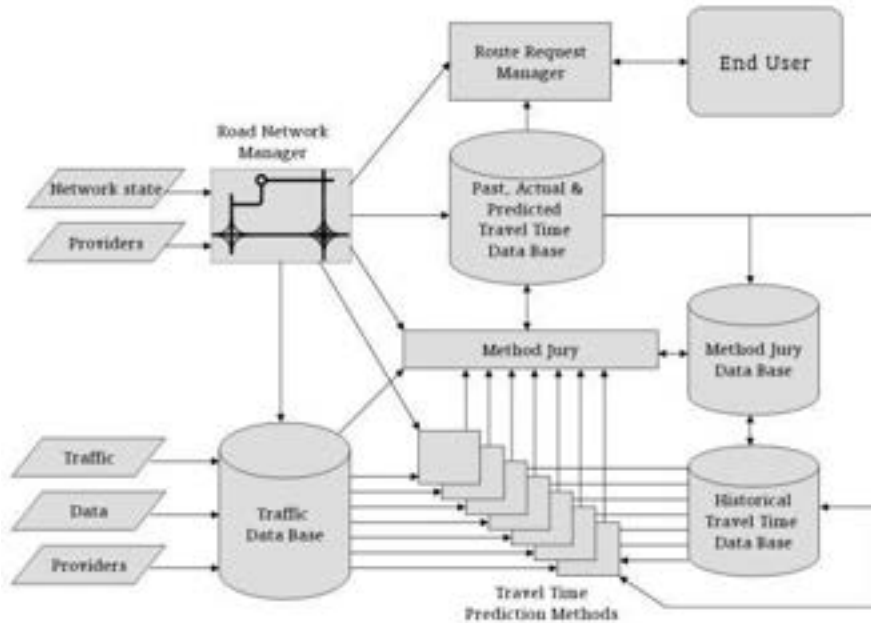 Route Request
Manager
End User
Road Network
Manager
Network state
Providers
Past, Actual &
Predicted
Travel Time
Data Base
Method Jury
Method Jury
Data Base
Traffic
Data
Providers
Traffic
Data Base
Historical
Travel Time
Data Base
Travel Time
Prediction Methods